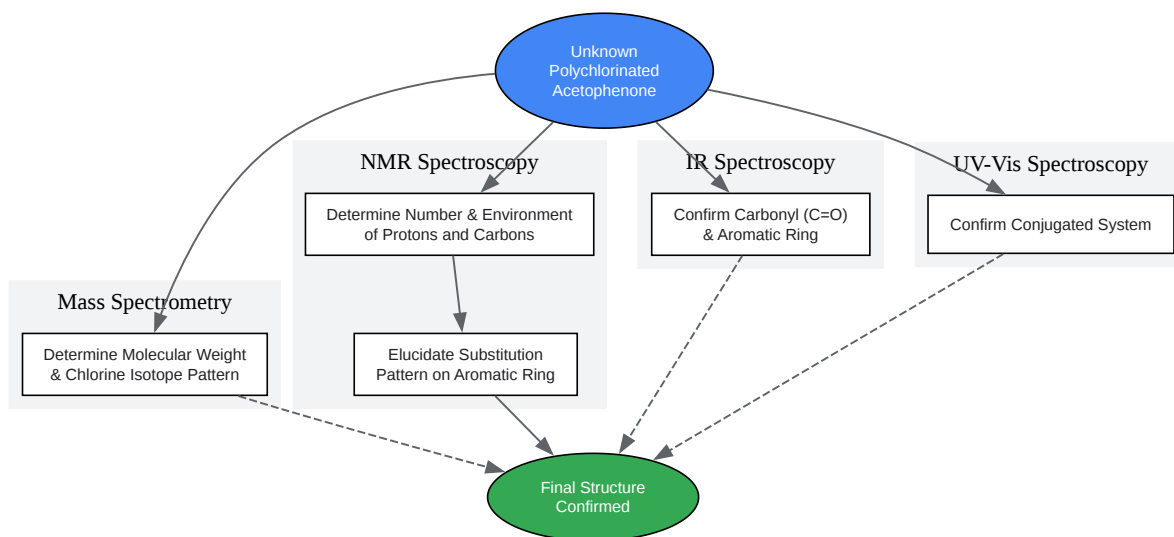 Unknown
Polychlorinated
Acetophenone
NMR Spectroscopy
IR Spectroscopy
UV-Vis Spectroscopy
Determine Number & Environment
of Protons and Carbons
Confirm Carbonyl (C=O)
& Aromatic Ring
Confirm Conjugated System
Mass Spectrometry
Determine Molecular Weight
& Chlorine Isotope Pattern
Elucidate Substitution
Pattern on Aromatic Ring
Final Structure
Confirmed